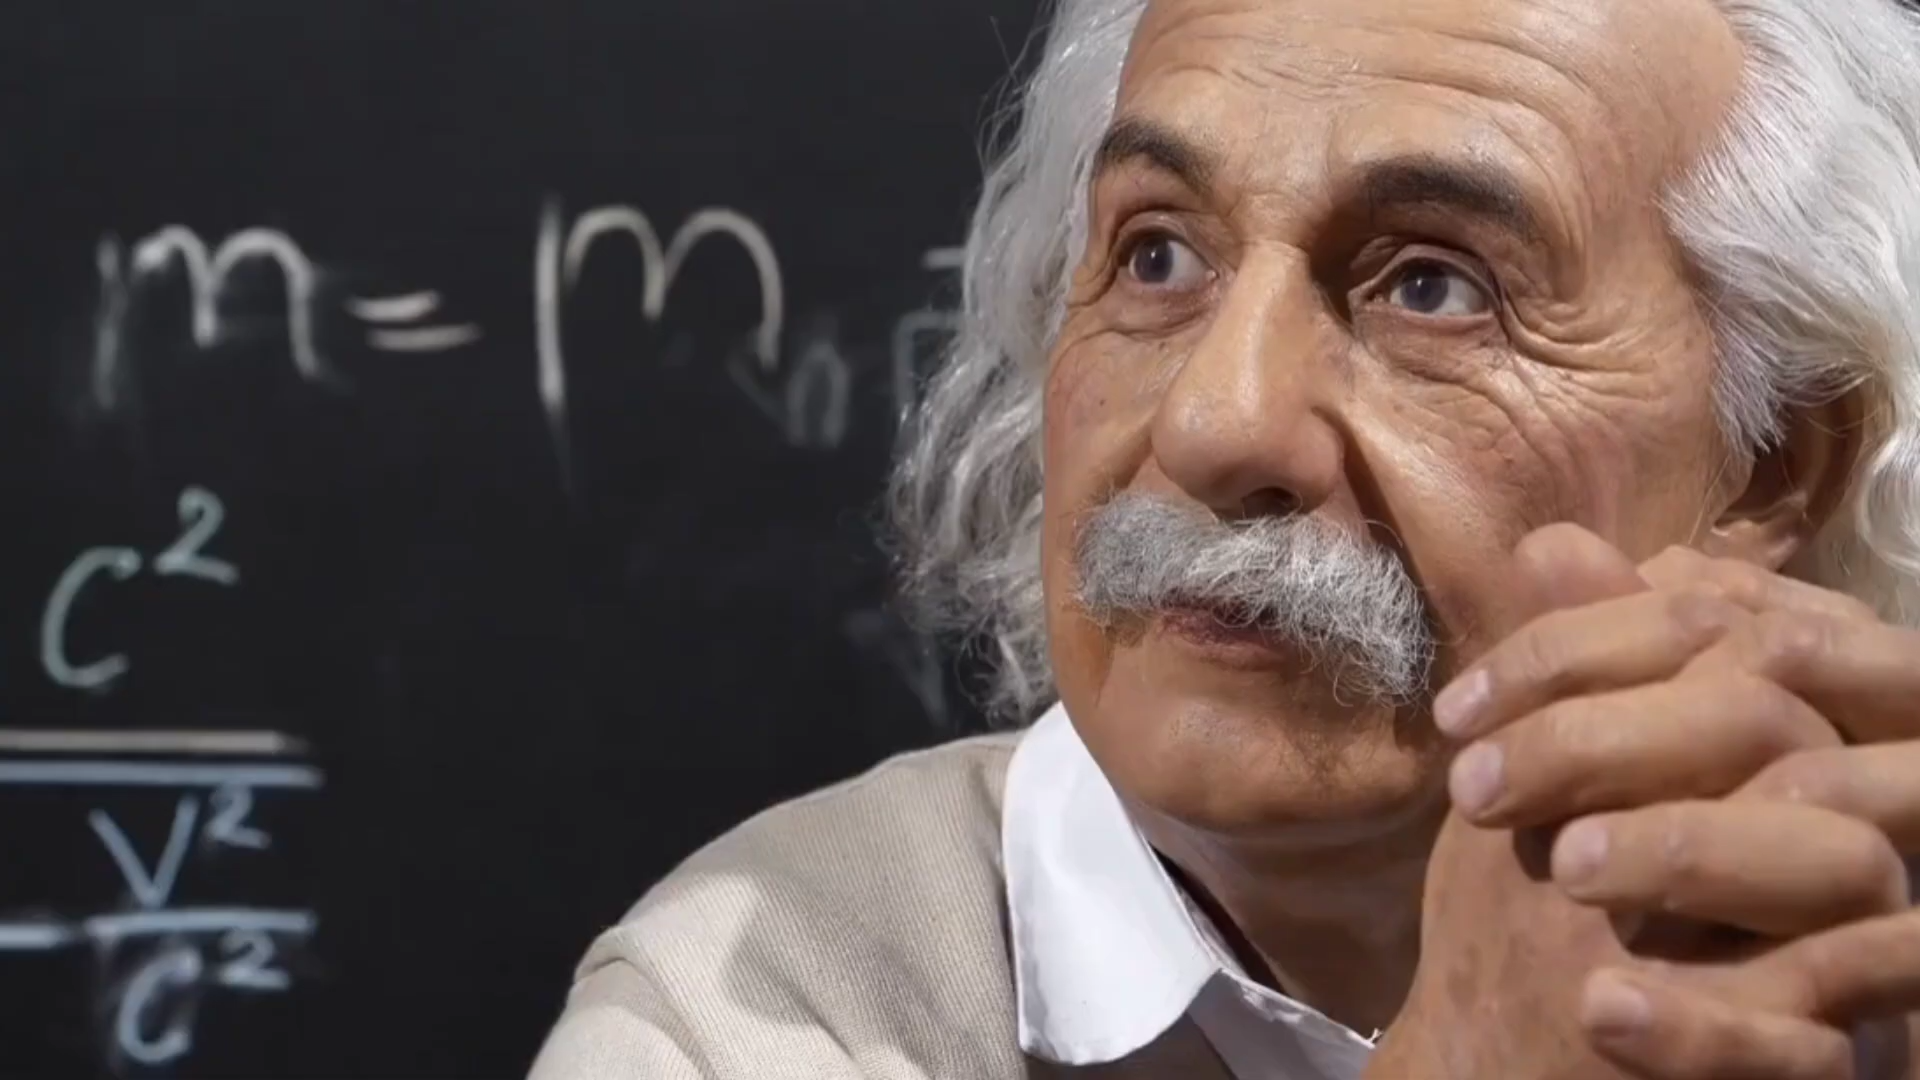 m = m
c²
v²
c²